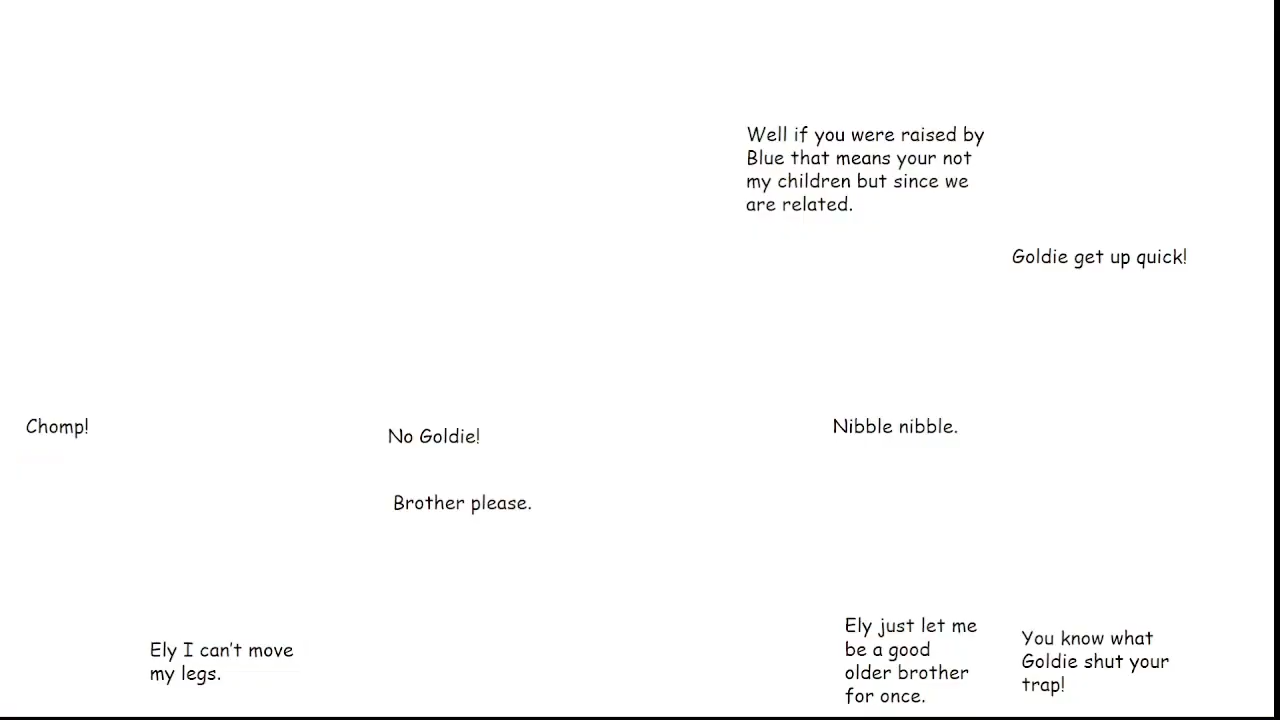 Well if you were raised by
Blue that means your not
my children but since we
are related.
Goldie get up quick!
Chomp!
No Goldie!
Brother please.
Nibble nibble.
Ely I can't move
my legs.
Ely just let me
be a good
older brother
for once.
You know what
Goldie shut your
trap!